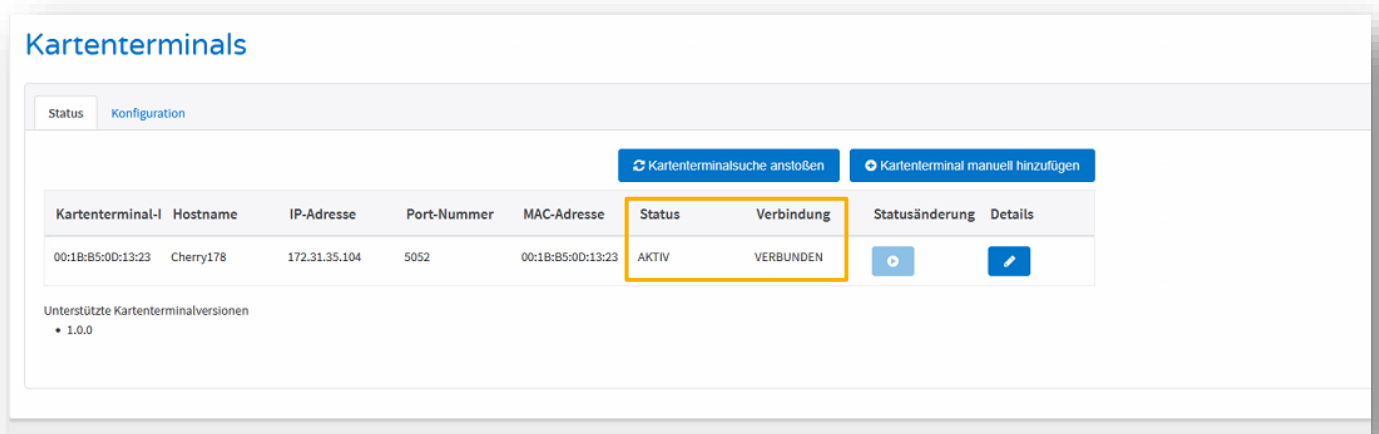 Kartenterminals
Status Konfiguration
Kartenterminalsuche anstoßen Kartenterminal manuell hinzufügen
Kartenterminal-I Hostname IP-Adresse Port-Nummer MAC-Adresse Status Verbindung Statusänderung Details
00:1B:B5:0D:13:23 Cherry178 172.31.35.104 5052 00:1B:B5:0D:13:23 AKTIV VERBUNDEN
Unterstützte Kartenterminalversionen
• 1.0.0